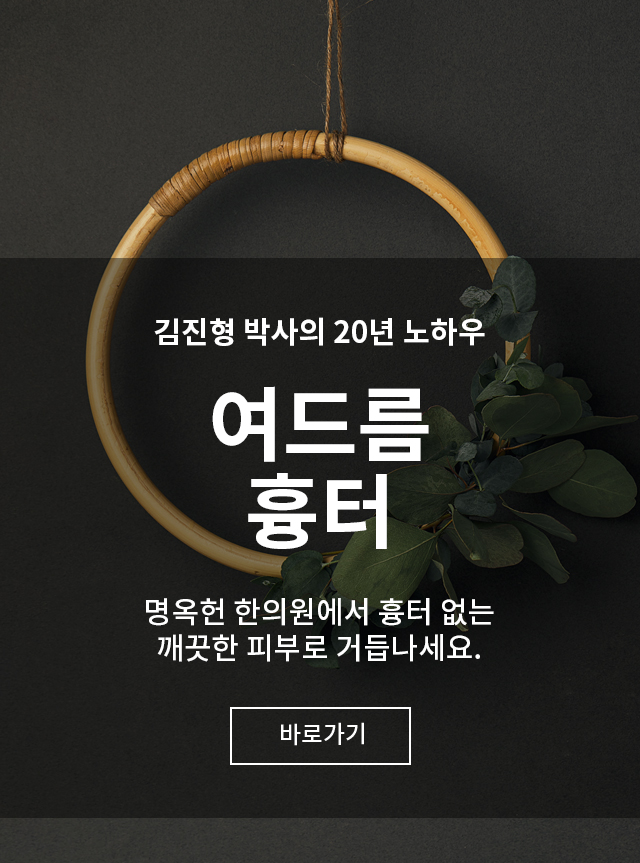 김진형 박사의 20년 노하우
여드름
흉터
명옥헌 한의원에서 흉터 없는
깨끗한 피부로 거듭나세요.
바로가기